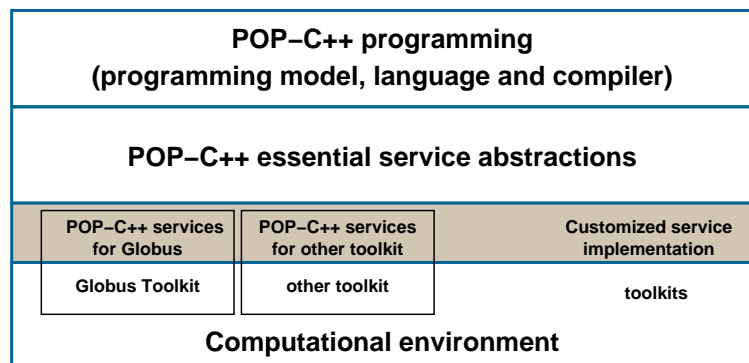 POP−C++ programming
(programming model, language and compiler)
POP−C++ essential service abstractions
POP−C++ services
for Globus
POP−C++ services
for other toolkit
Customized service
implementation
Globus Toolkit
other toolkit
toolkits
Computational environment